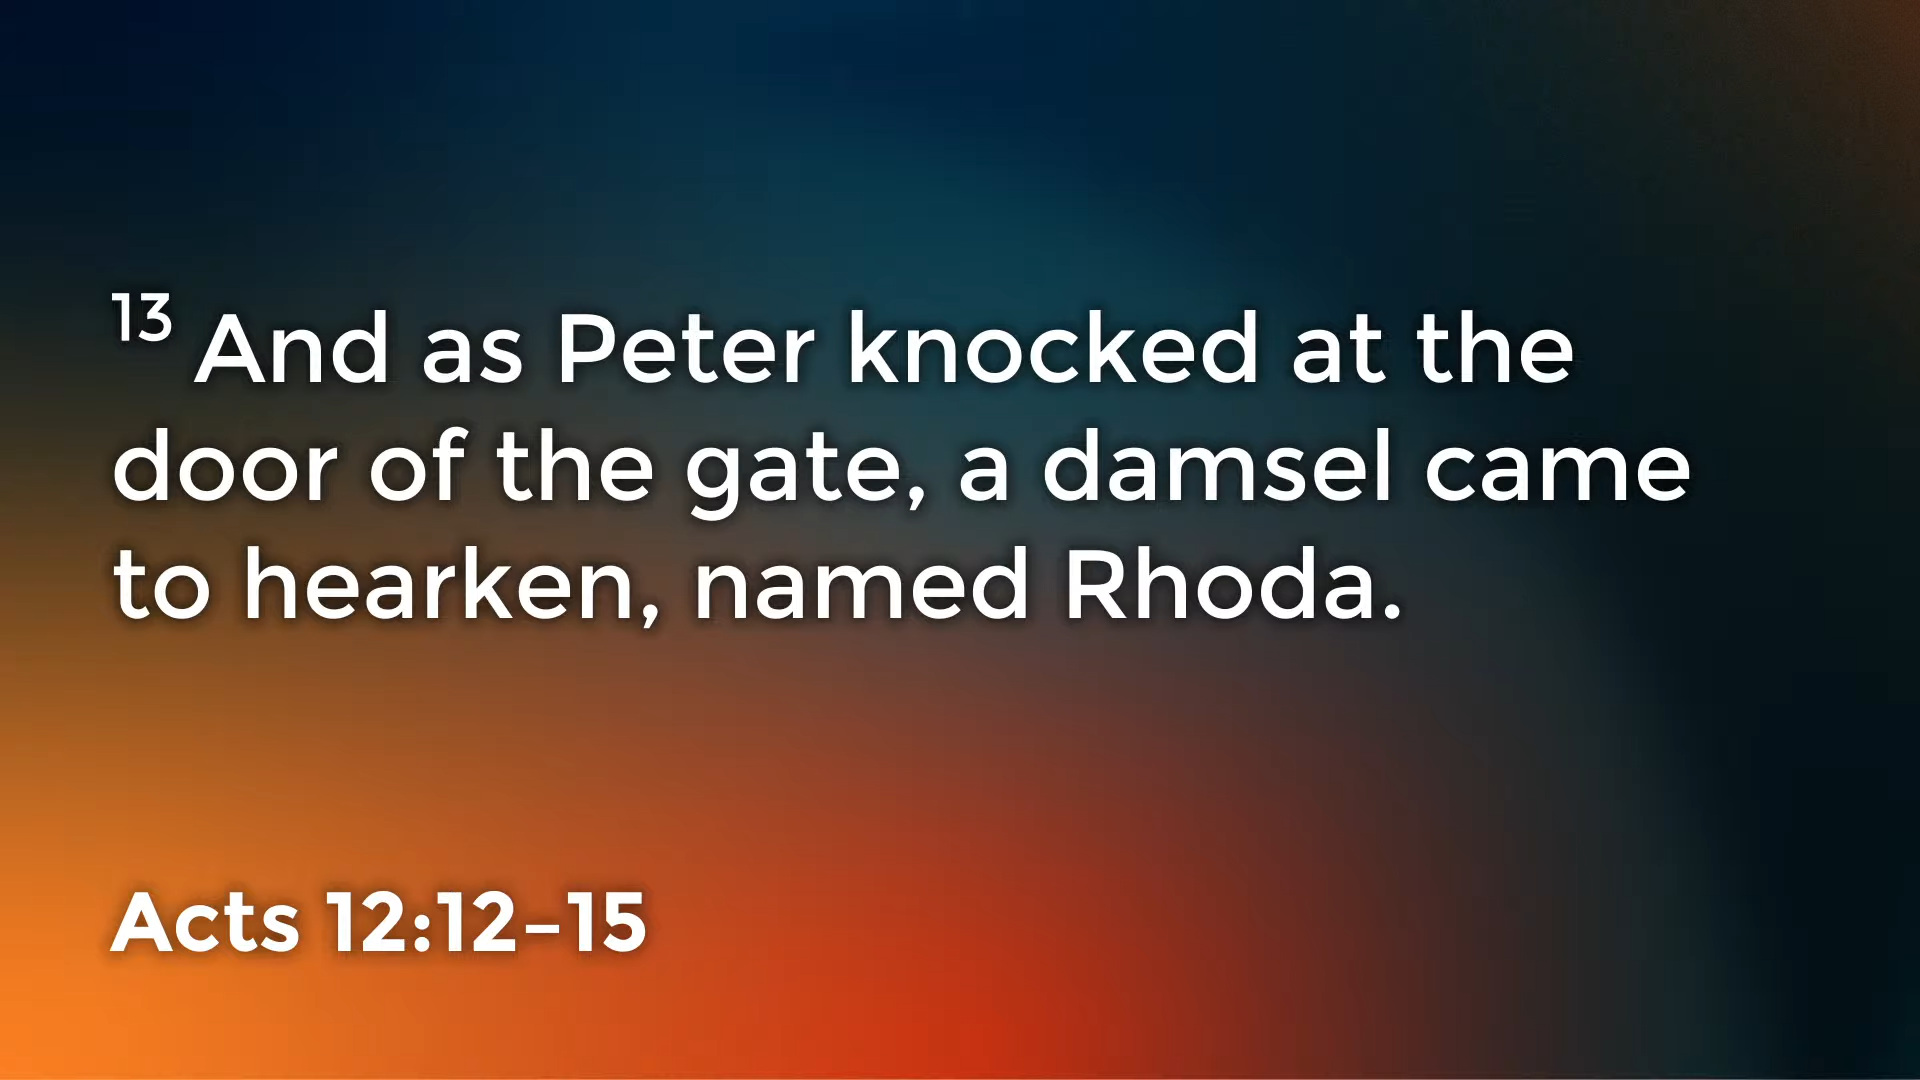 13 And as Peter knocked at the
door of the gate, a damsel came
to hearken, named Rhoda.
Acts 12:12–15